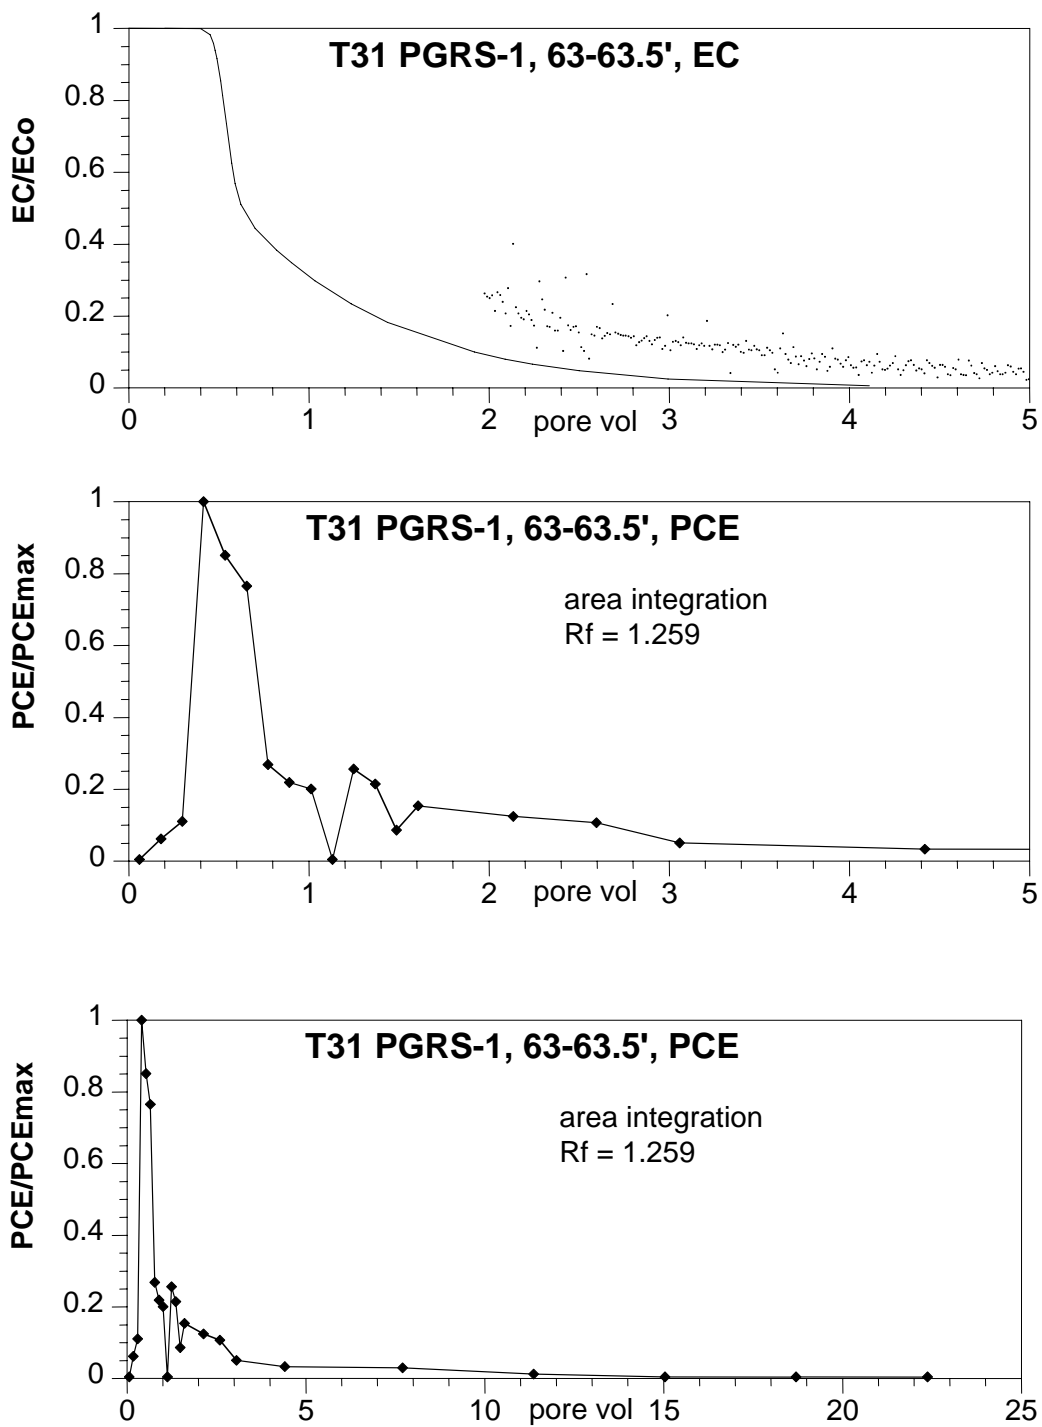 T31 PGRS-1, 63-63.5', EC
EC/ECo
1
0.8
0.6
0.4
0.2
0
0 1 2 3 4 5
pore vol
T31 PGRS-1, 63-63.5', PCE
area integration
Rf = 1.259
PCE/PCEmax
1
0.8
0.6
0.4
0.2
0
0 1 2 3 4 5
pore vol
T31 PGRS-1, 63-63.5', PCE
area integration
Rf = 1.259
PCE/PCEmax
1
0.8
0.6
0.4
0.2
0
0 5 10 15 20 25
pore vol